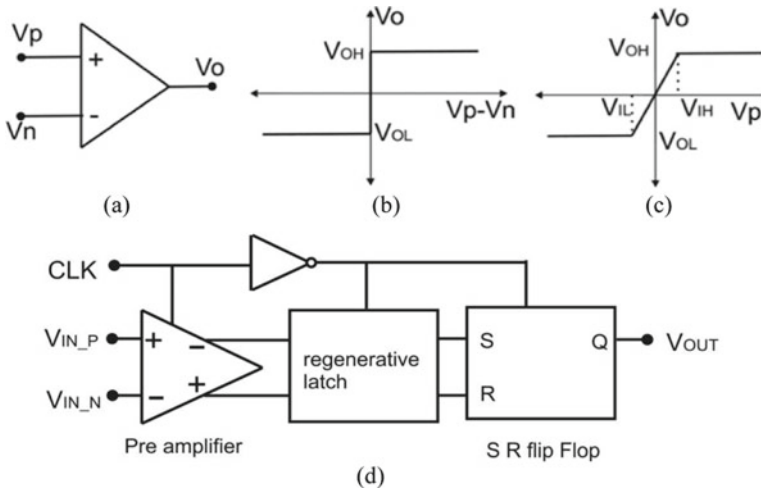 Vp
+
Vn
-
Vo
(a)
Vo
VOH
Vp-Vn
VOL
(b)
Vo
VOH
VIL
VIH
Vp
VOL
(c)
CLK
VIN_P
+
-
VIN_N
-
+
Pre amplifier
regenerative
latch
S
Q
R
VOUT
S R flip Flop
(d)